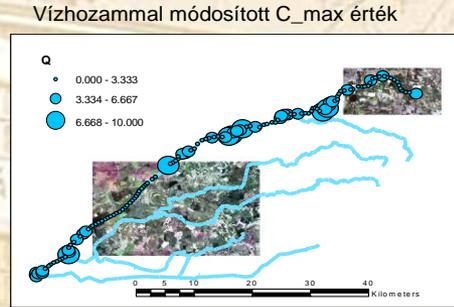 Vízhozammal módosított C_max érték
Q
0.000 - 3.333
3.334 - 6.667
6.668 - 10.000
0 5 10 20 30 40
Kilometers